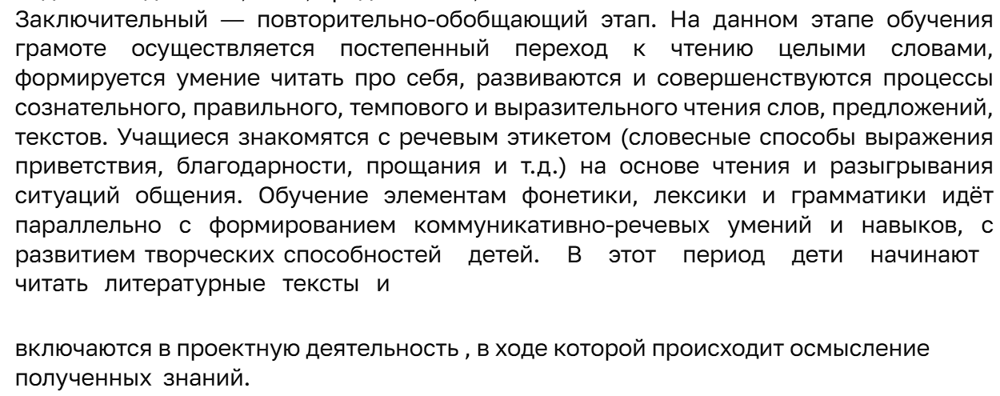 Заключительный — повторительно-обобщающий этап. На данном этапе обучения
грамоте осуществляется постепенный переход к чтению целыми словами,
формируется умение читать про себя, развиваются и совершенствуются процессы
сознательного, правильного, темпового и выразительного чтения слов, предложений,
текстов. Учащиеся знакомятся с речевым этикетом (словесные способы выражения
приветствия, благодарности, прощания и т.д.) на основе чтения и разыгрывания
ситуаций общения. Обучение элементам фонетики, лексики и грамматики идёт
параллельно с формированием коммуникативно-речевых умений и навыков, с
развитием творческих способностей детей. В этот период дети начинают
читать литературные тексты и
включаются в проектную деятельность , в ходе которой происходит осмысление
полученных знаний.